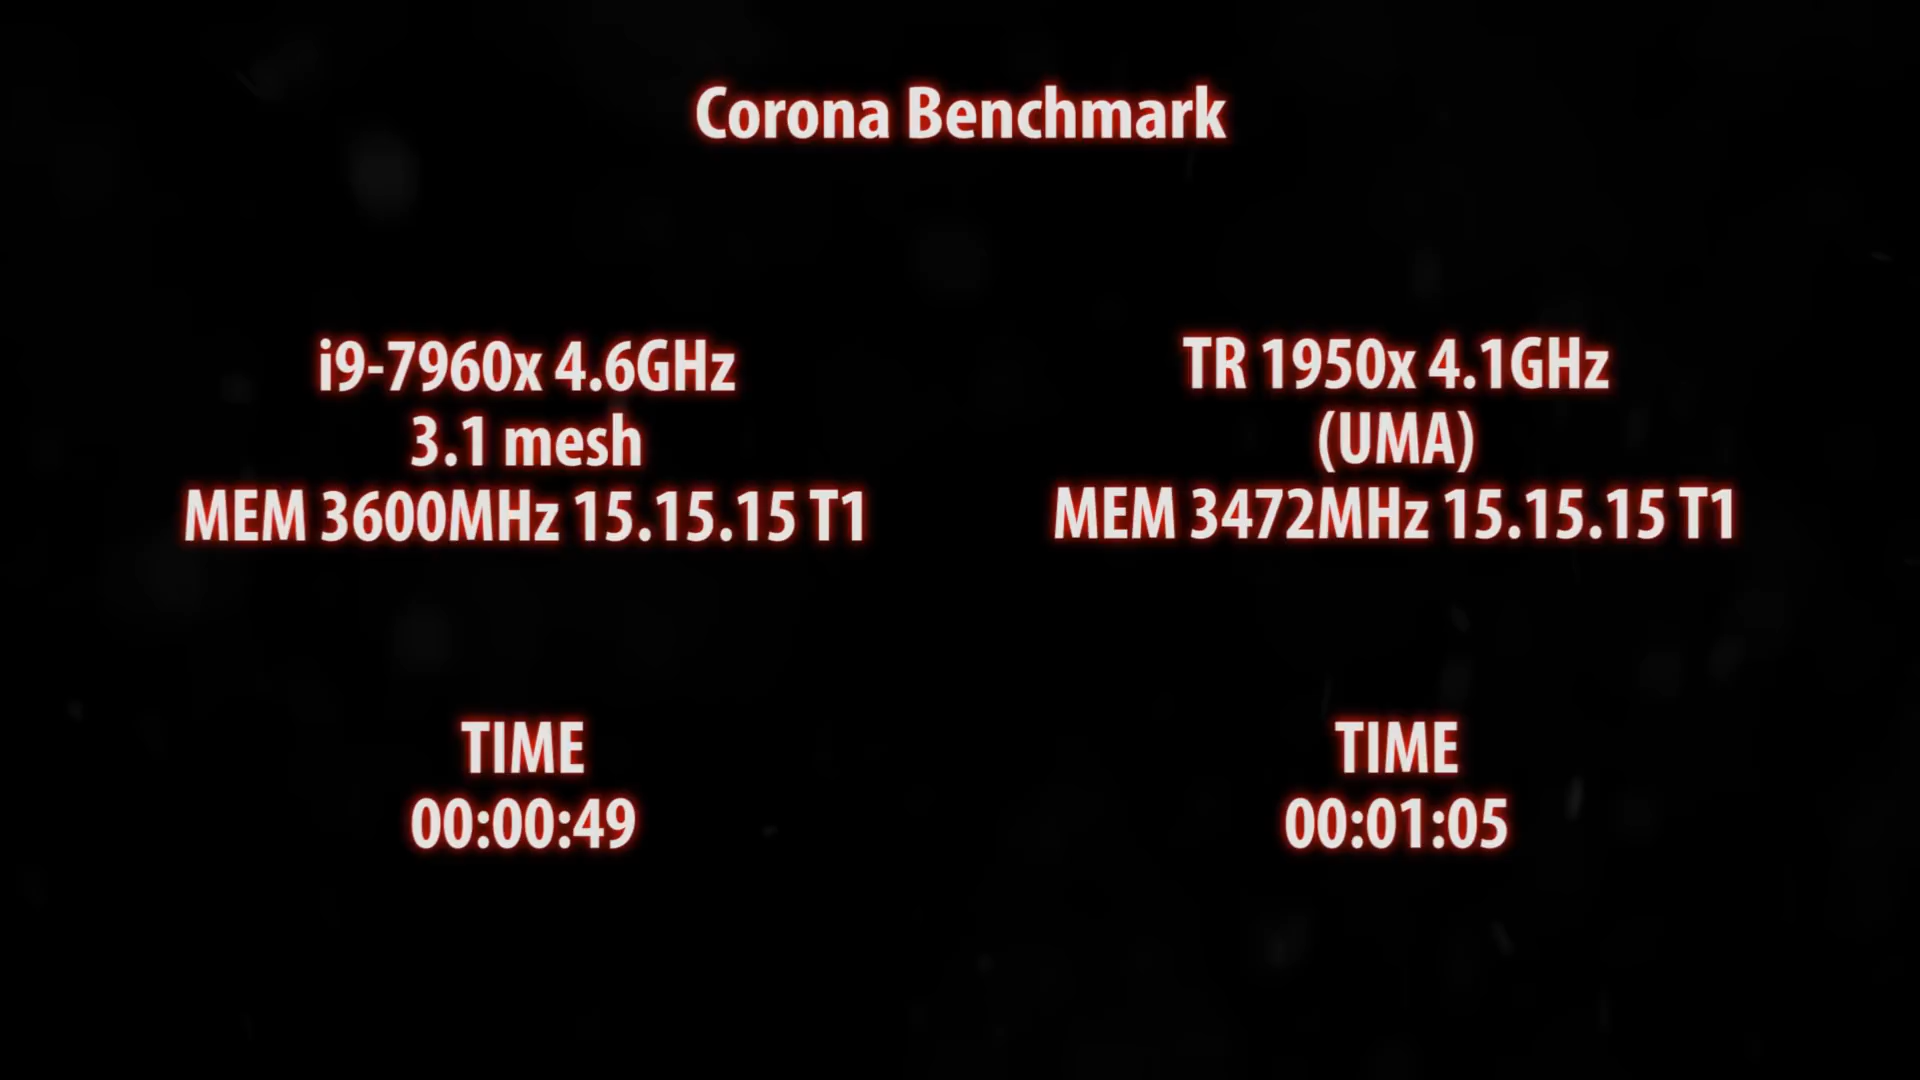 Corona Benchmark
i9-7960x 4.6GHz
3.1 mesh
MEM 3600MHz 15.15.15 T1
TIME
00:00:49
TR 1950x 4.1GHz
(UMA)
MEM 3472MHz 15.15.15 T1
TIME
00:01:05